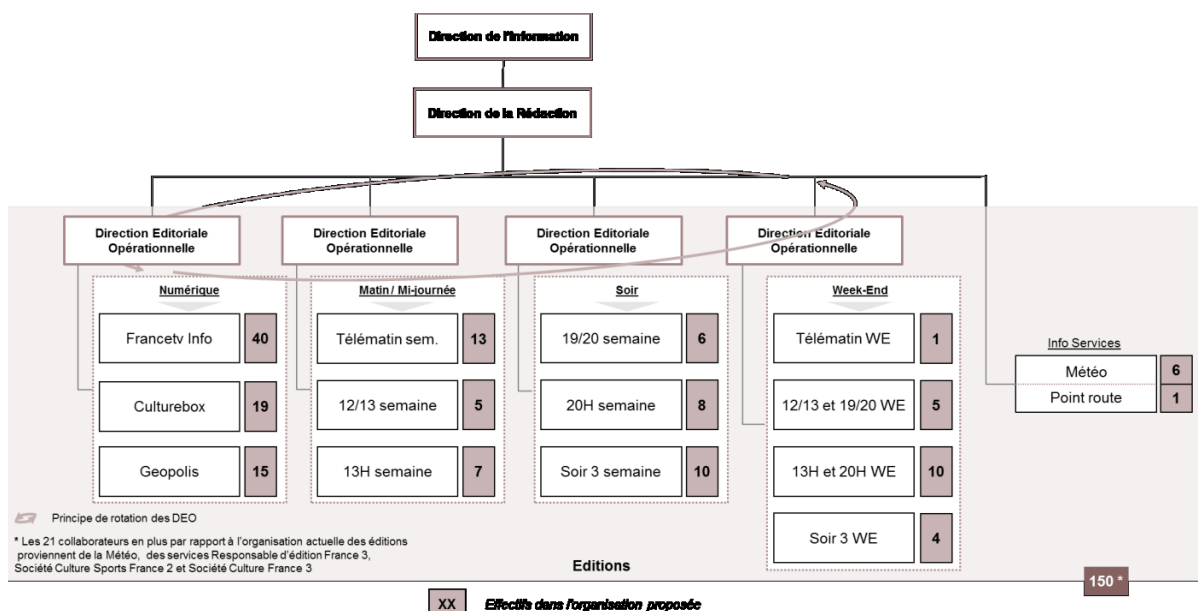 Direction de l'Information
Direction de la Rédaction
Direction Editoriale
Opérationnelle
Direction Editoriale
Opérationnelle
Direction Editoriale
Opérationnelle
Direction Editoriale
Opérationnelle
Numérique
Francetv Info 40
Culturebox 19
Geopolis 15
Matin / Mi-journée
Télématin sem. 13
12/13 semaine 5
13H semaine 7
Soir
19/20 semaine 6
20H semaine 8
Soir 3 semaine 10
Week-End
Télématin WE 1
12/13 et 19/20 WE 5
13H et 20H WE 10
Soir 3 WE 4
Info Services
Météo 6
Point route 1
Principe de rotation des DEO
* Les 21 collaborateurs en plus par rapport à l'organisation actuelle des éditions
proviennent de la Météo, des services Responsable d'édition France 3,
Société Culture Sports France 2 et Société Culture France 3
Editions
150 *
XX Effectifs dans l'organisation proposée